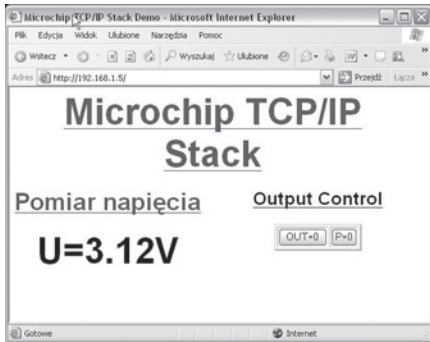 Microchip TCP/IP Stack Demo - Microsoft Internet Explorer
Plik Edycja Widok Ulubione Narzędzia Pomoc
Wstecz Wyszukaj Ulubione
Adres http://192.168.1.5/ Przejdź Łącza
Microchip TCP/IP
Stack
Pomiar napięcia Output Control
U=3.12V OUT=0 P=0
Gotowe Internet